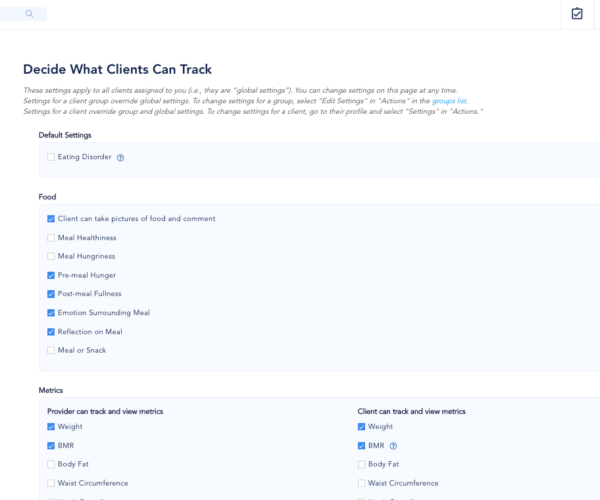 Decide What Clients Can Track
These settings apply to all clients assigned to you (i.e., they are "global settings"). You can change settings on this page at any time.
Settings for a client group override global settings. To change settings for a group, select "Edit Settings" in "Actions" in the groups list.
Settings for a client override group and global settings. To change settings for a client, go to their profile and select "Settings" in "Actions."
Default Settings
Eating Disorder ?
Food
Client can take pictures of food and comment
Meal Healthiness
Meal Hungriness
Pre-meal Hunger
Post-meal Fullness
Emotion Surrounding Meal
Reflection on Meal
Meal or Snack
Metrics
Provider can track and view metrics
Weight
BMR
Body Fat
Waist Circumference
Client can track and view metrics
Weight
BMR ?
Body Fat
Waist Circumference